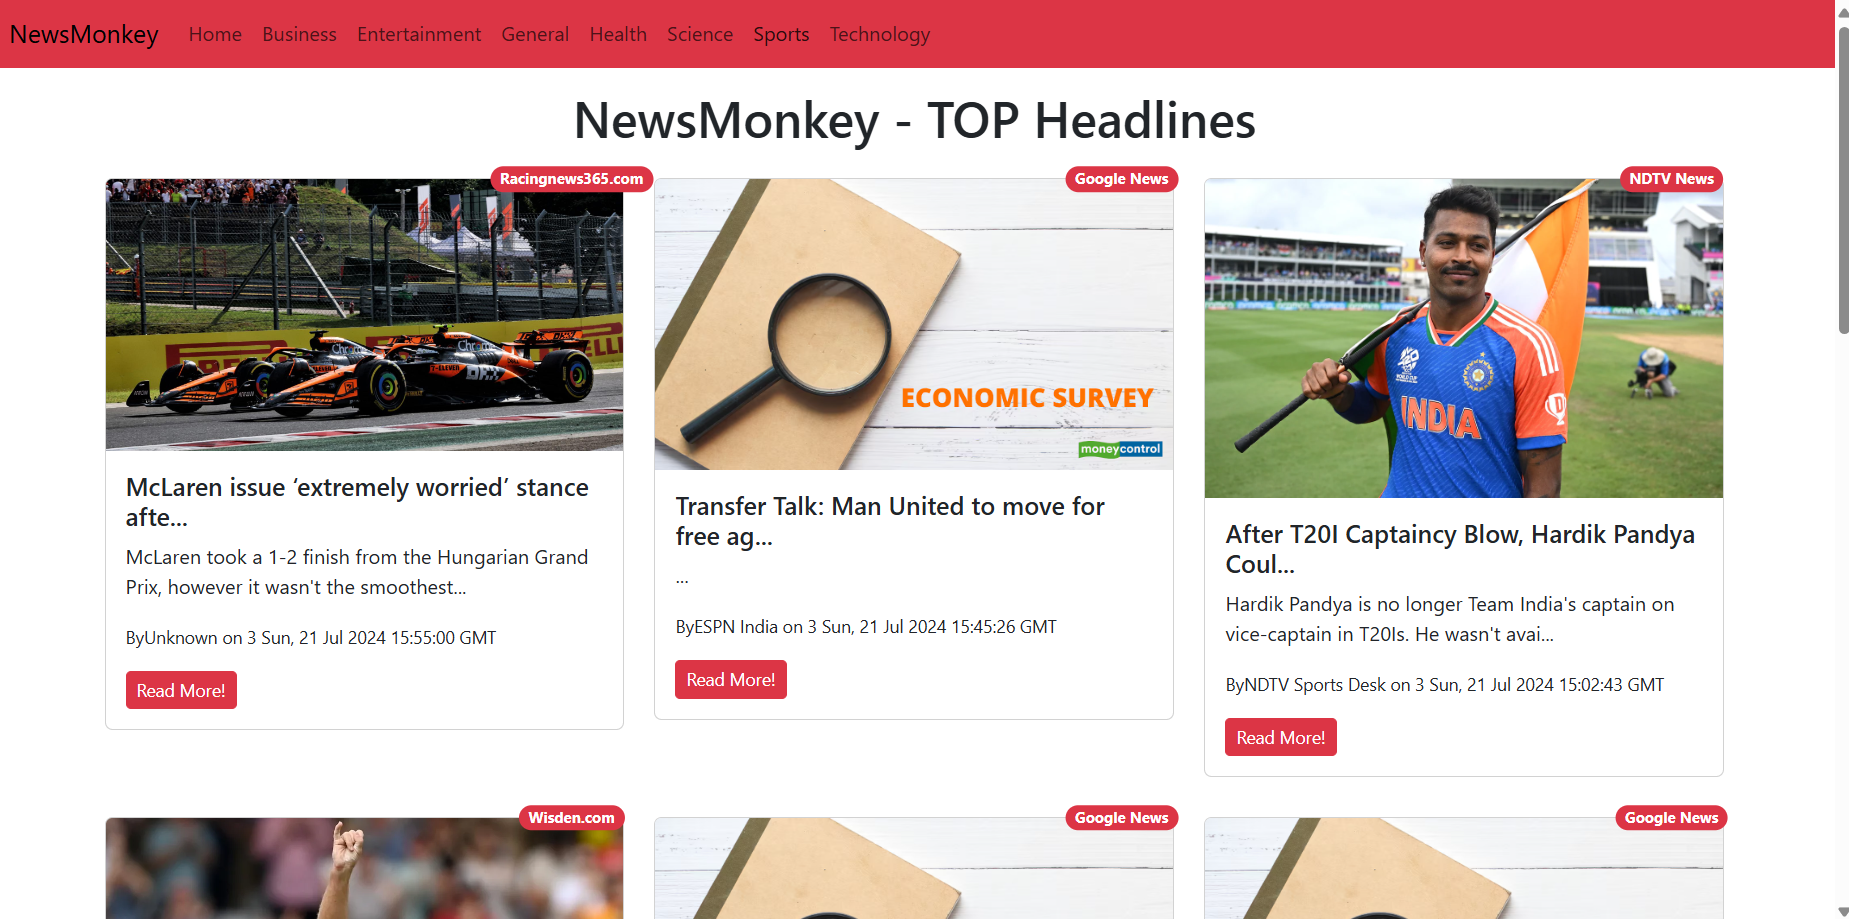 NewsMonkey Home Business Entertainment General Health Science Sports Technology
NewsMonkey - TOP Headlines
Racingnews365.com
7-ELEVEN
McLaren issue ‘extremely worried’ stance
afte...
McLaren took a 1-2 finish from the Hungarian Grand
Prix, however it wasn't the smoothest...
ByUnknown on 3 Sun, 21 Jul 2024 15:55:00 GMT
Read More!
Google News
ECONOMIC SURVEY
moneycontrol
Transfer Talk: Man United to move for
free ag...
...
ByESPN India on 3 Sun, 21 Jul 2024 15:45:26 GMT
Read More!
NDTV News
INDIA
After T20I Captaincy Blow, Hardik Pandya
Coul...
Hardik Pandya is no longer Team India's captain on
vice-captain in T20Is. He wasn't avai...
ByNDTV Sports Desk on 3 Sun, 21 Jul 2024 15:02:43 GMT
Read More!
Wisden.com
Google News
Google News